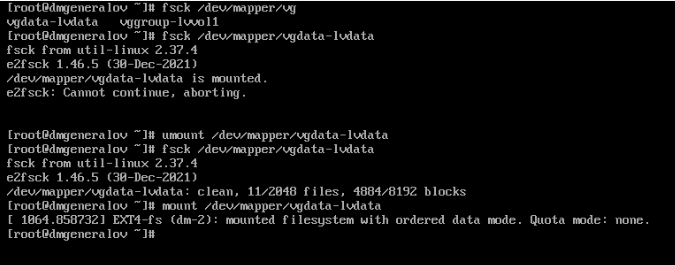 [root@dmgeneralov ~]# fsck /dev/mapper/vg
vgdata-lvdata   vggroup-lvvol1
[root@dmgeneralov ~]# fsck /dev/mapper/vgdata-lvdata
fsck from util-linux 2.37.4
e2fsck 1.46.5 (30-Dec-2021)
/dev/mapper/vgdata-lvdata is mounted.
e2fsck: Cannot continue, aborting.
[root@dmgeneralov ~]# umount /dev/mapper/vgdata-lvdata
[root@dmgeneralov ~]# fsck /dev/mapper/vgdata-lvdata
fsck from util-linux 2.37.4
e2fsck 1.46.5 (30-Dec-2021)
/dev/mapper/vgdata-lvdata: clean, 11/2048 files, 4884/8192 blocks
[root@dmgeneralov ~]# mount /dev/mapper/vgdata-lvdata
[ 1064.858732] EXT4-fs (dm-2): mounted filesystem with ordered data mode. Quota mode: none.
[root@dmgeneralov ~]#